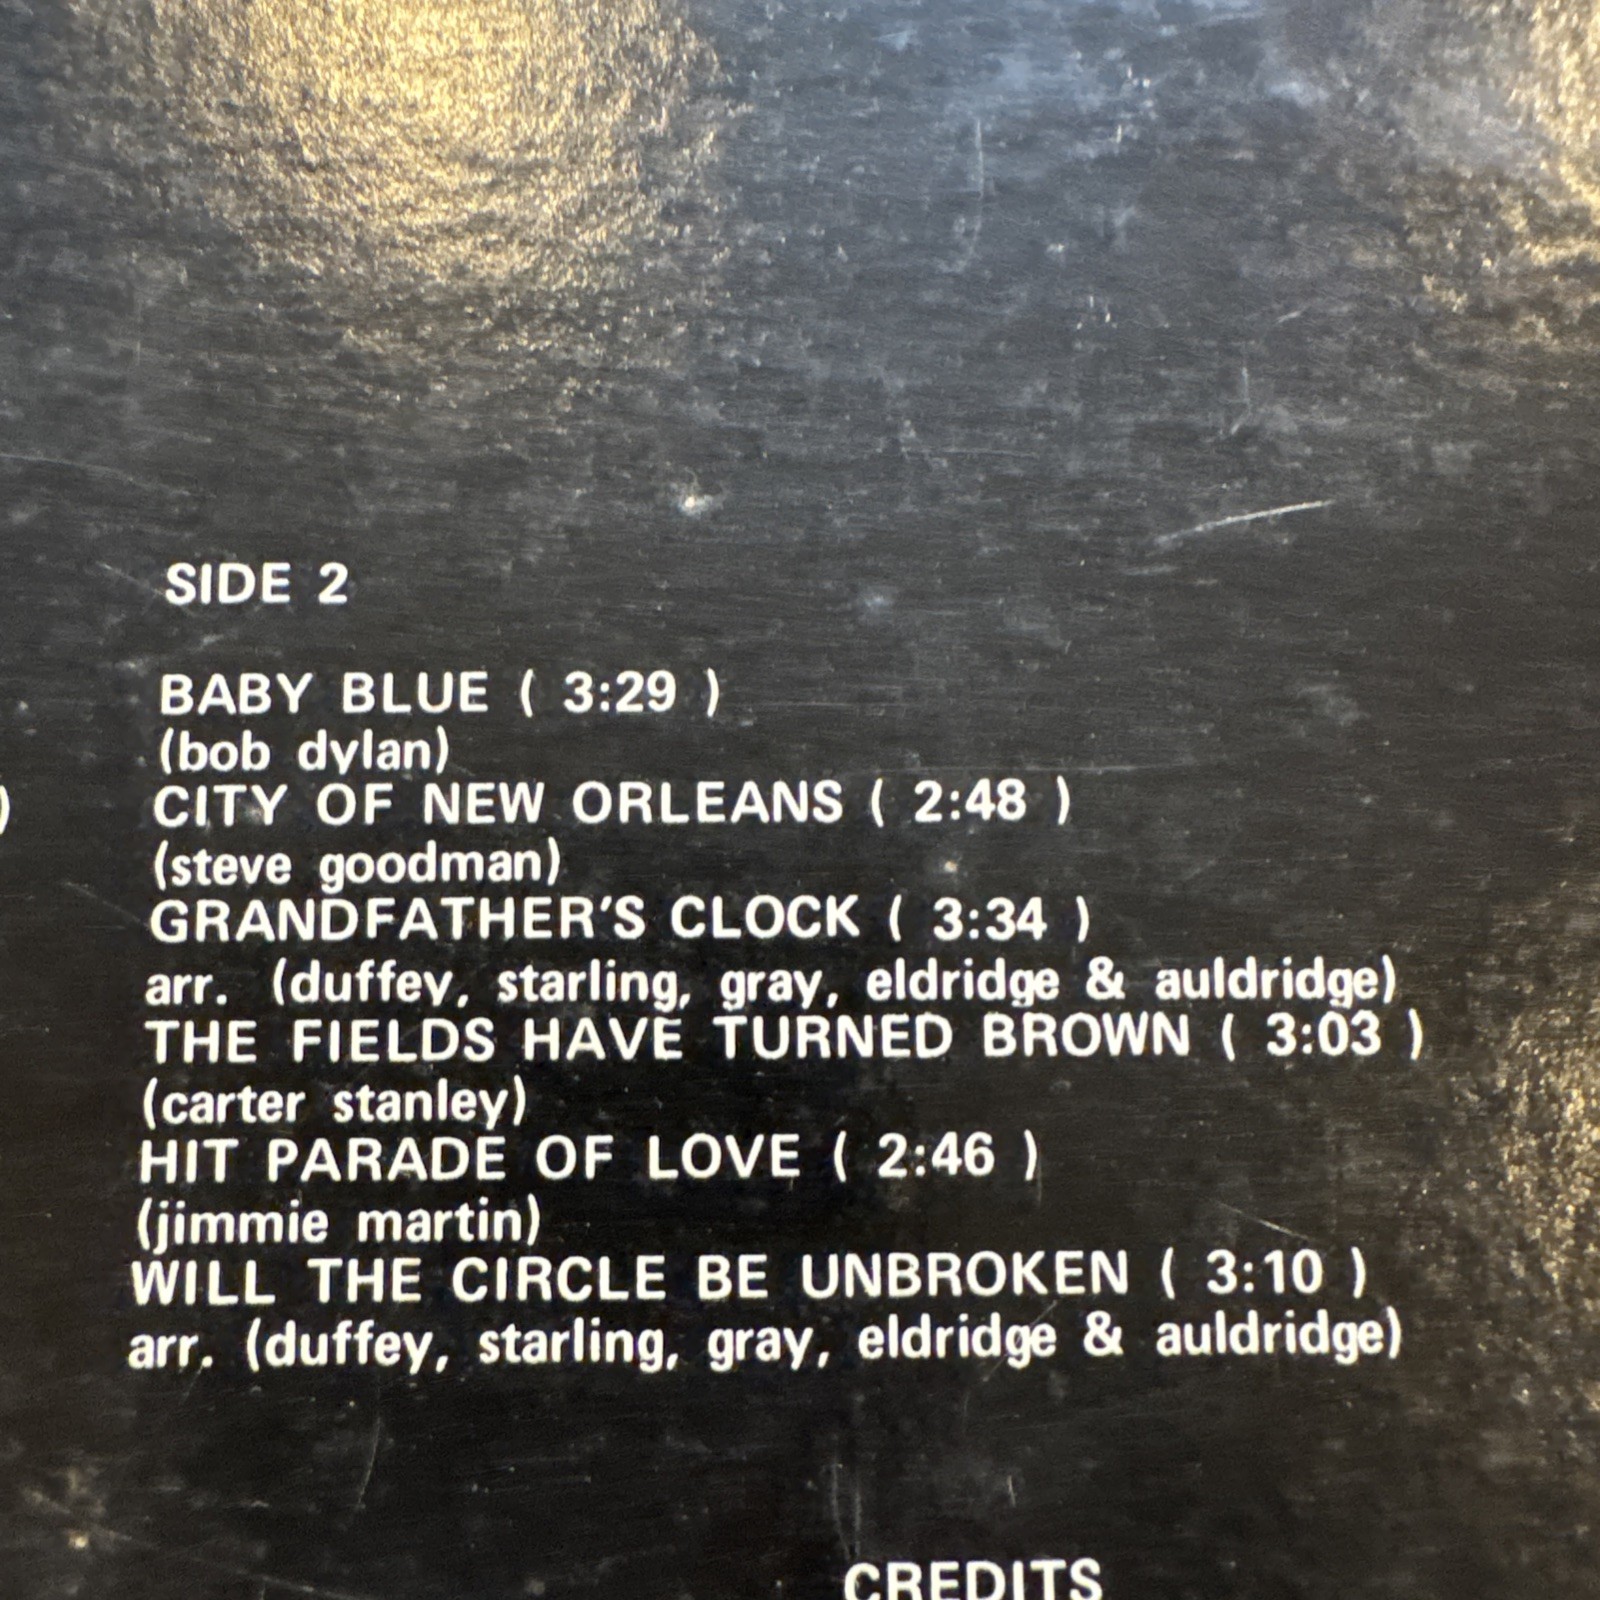 SIDE 2
BABY BLUE ( 3:29 )
(bob dylan)
)
CITY OF NEW ORLEANS ( 2:48 )
(steve goodman)
GRANDFATHER'S CLOCK ( 3:34 )
arr. (duffey, starling, gray, eldridge & auldridge)
THE FIELDS HAVE TURNED BROWN ( 3:03 )
(carter stanley)
HIT PARADE OF LOVE ( 2:46 )
(jimmie martin)
WILL THE CIRCLE BE UNBROKEN ( 3:10 )
arr. (duffey, starling, gray, eldridge & auldridge)
CREDITS